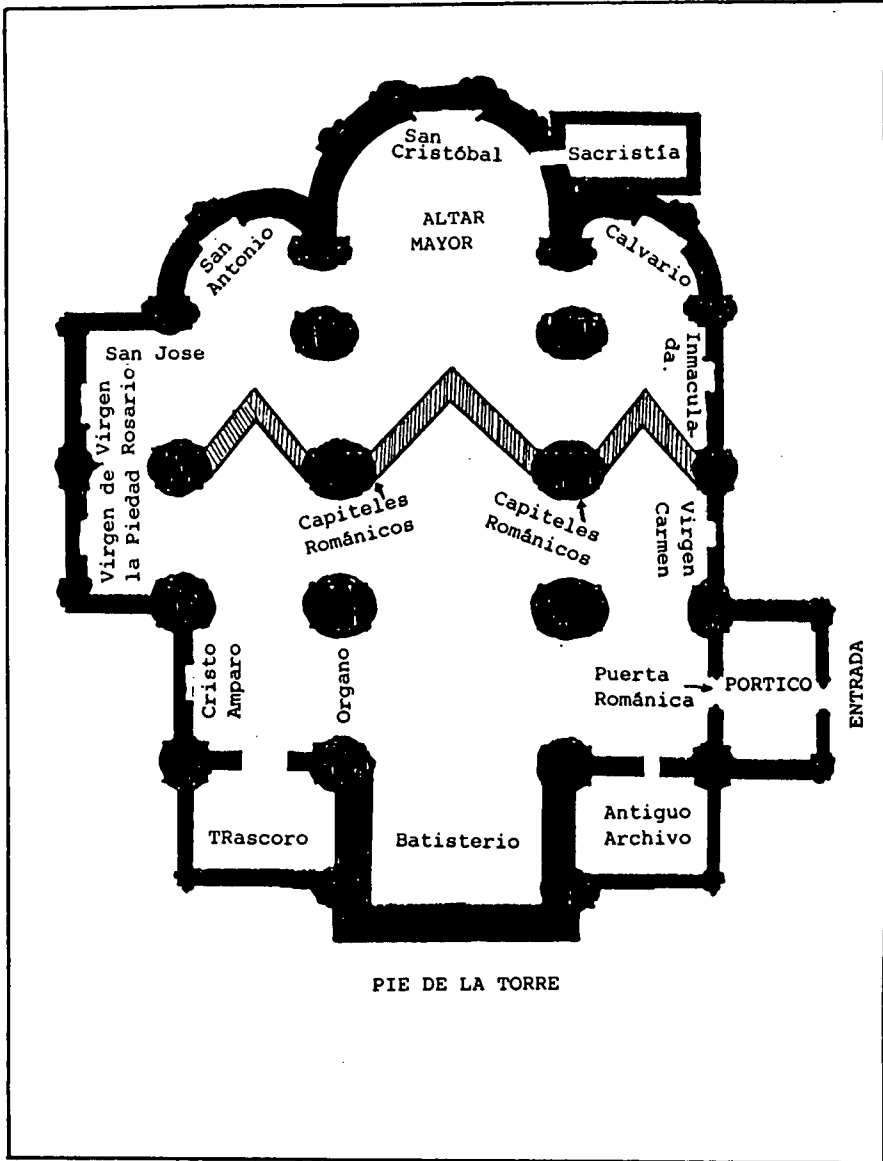 San
Cristóbal
Sacristía
ALTAR
MAYOR
San
Antonio
Calvario
San Jose
Inmacula-
da.
Virgen de Virgen
la Piedad Rosario
Capiteles
Románicos
Capiteles
Románicos
Virgen
Carmen
Cristo
Amparo
Organo
Puerta
Románica
PORTICO
ENTRADA
TRascoro
Batisterio
Antiguo
Archivo
PIE DE LA TORRE